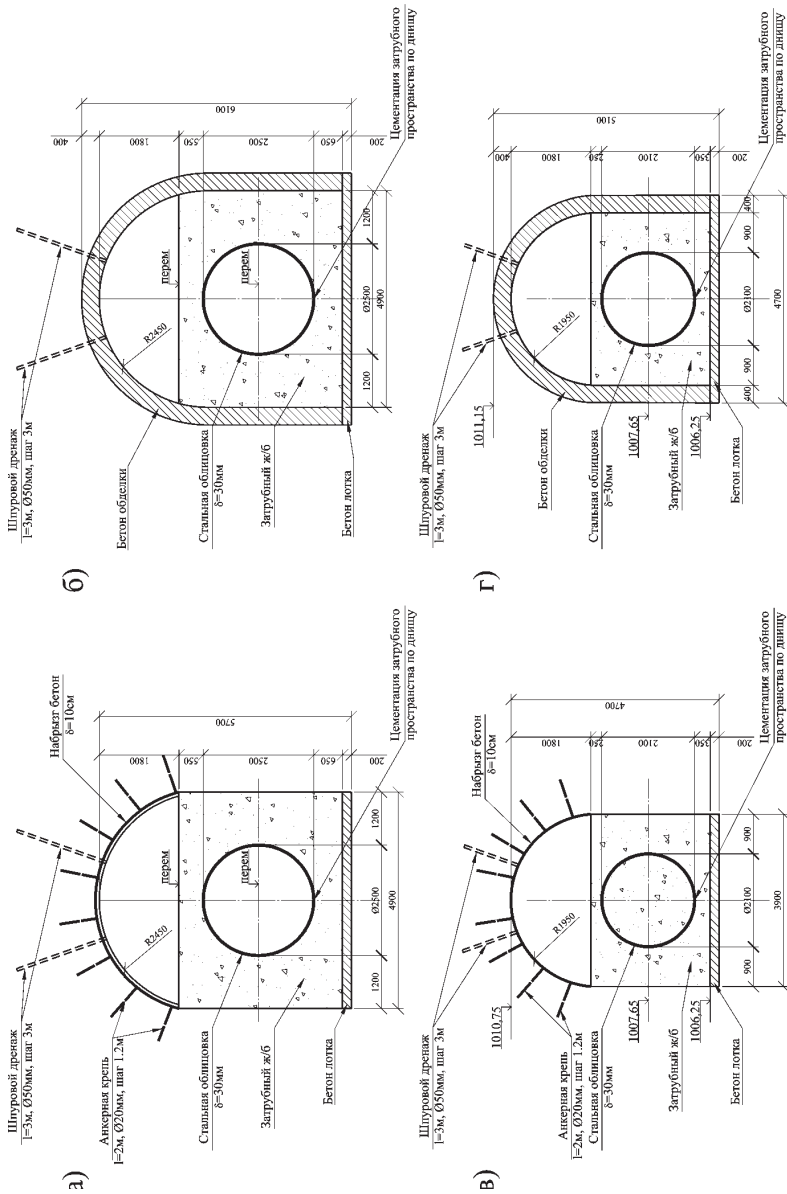 а)
Шпуровой дренаж
l=3м, Ø50мм, шаг 3м
Анкерная крепь
l=2м, Ø20мм, шаг 1.2м
Стальная облицовка
δ=30мм
Затрубный ж/б
Бетон лотка
Набрызг бетон
δ=10см
R2450
перем
перем
1800
550
2500
650
200
5700
1200
Ø2500
1200
4900
Цементация затрубного
пространства по днищу
б)
Шпуровой дренаж
l=3м, Ø50мм, шаг 3м
Бетон обделки
Стальная облицовка
δ=30мм
Затрубный ж/б
Бетон лотка
R2450
перем
перем
400
1800
550
2500
650
200
6100
1200
Ø2500
1200
4900
Цементация затрубного
пространства по днищу
в)
Шпуровой дренаж
l=3м, Ø50мм, шаг 3м
1010,75
Анкерная крепь
l=2м, Ø20мм, шаг 1.2м
1007,65
Стальная облицовка
δ=30мм
1006,25
Затрубный ж/б
Бетон лотка
Набрызг бетон
δ=10см
R1950
1800
250
2100
350
200
4700
900
Ø2100
900
3900
Цементация затрубного
пространства по днищу
г)
Шпуровой дренаж
l=3м, Ø50мм, шаг 3м
1011,15
Бетон обделки
1007,65
Стальная облицовка
δ=30мм
1006,25
Затрубный ж/б
Бетон лотка
R1950
400
1800
250
2100
350
200
5100
400
900
Ø2100
900
400
4700
Цементация затрубного
пространства по днищу